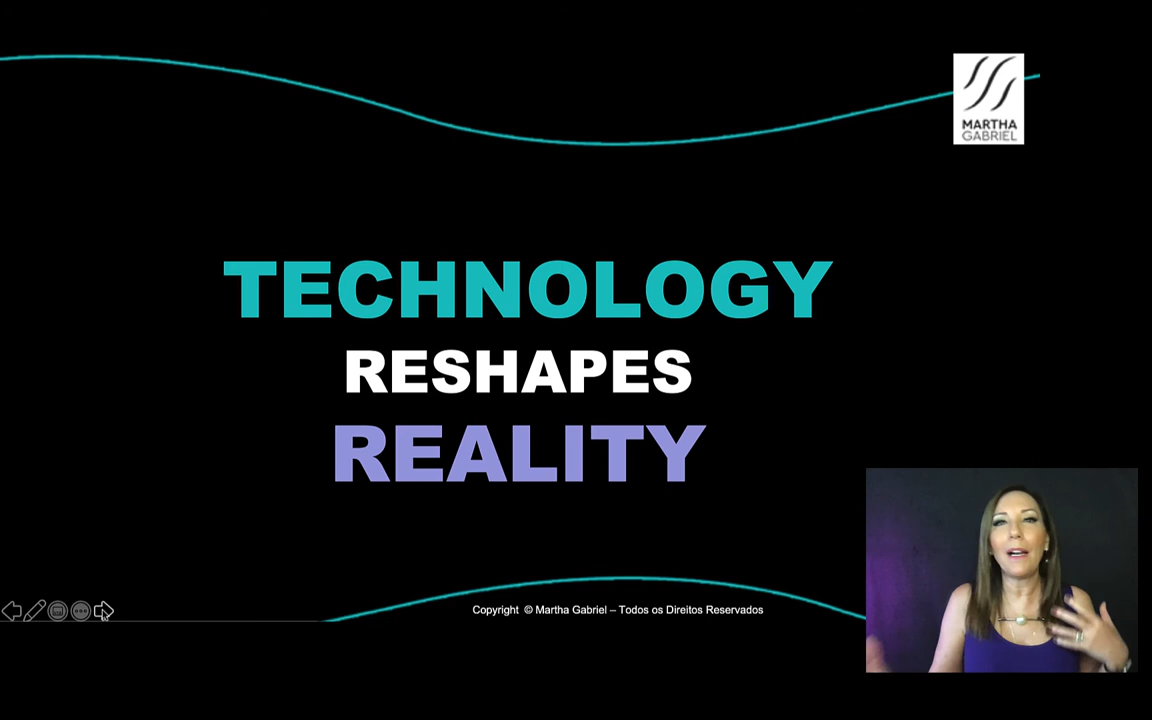 MARTHA
GABRIEL
TECHNOLOGY
RESHAPES
REALITY
Copyright © Martha Gabriel – Todos os Direitos Reservados